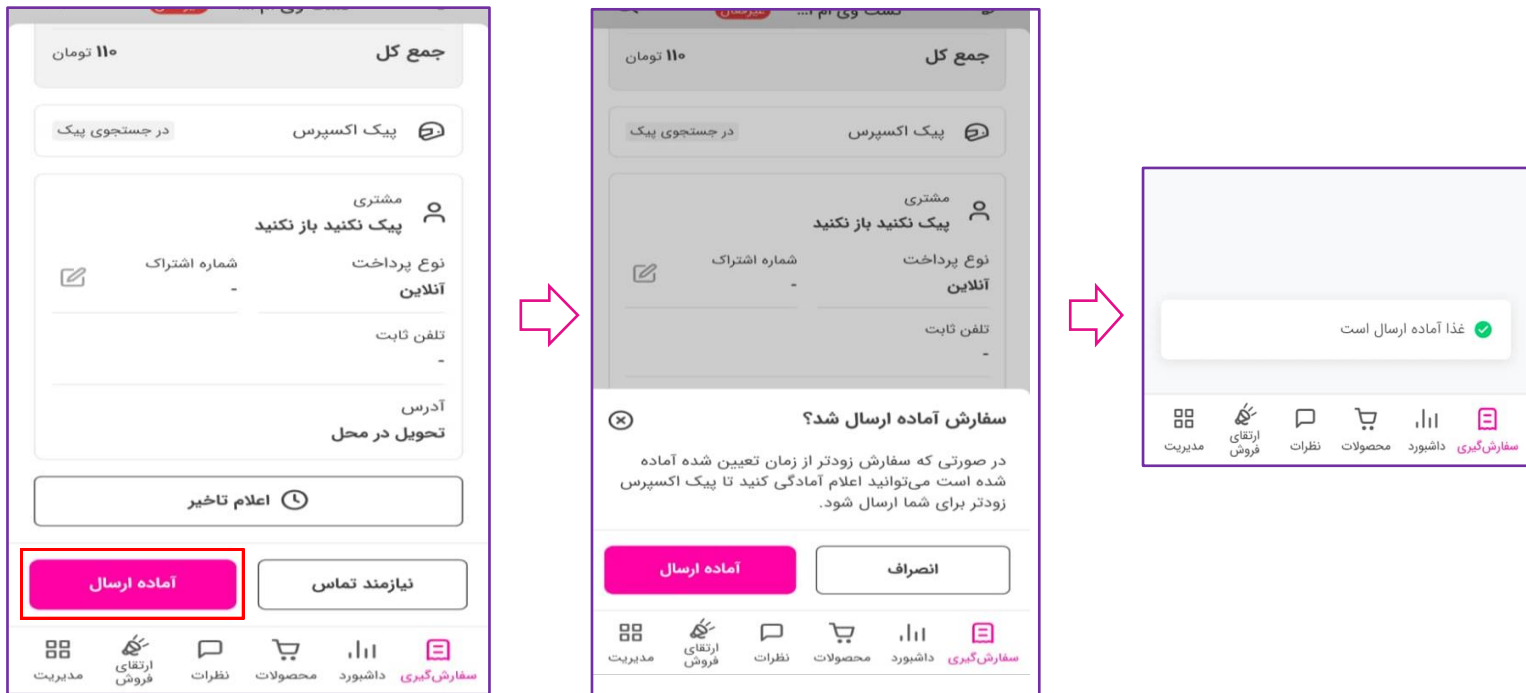 جمع کل
۱۱۰ تومان
پیک اکسپرس
در جستجوی پیک
مشتری
پیک نکنید باز نکنید
نوع پرداخت
شماره اشتراک
آنلاین
-
تلفن ثابت
-
آدرس
تحویل در محل
اعلام تاخیر
نیازمند تماس
آماده ارسال
سفارش‌گیری
داشبورد
محصولات
نظرات
ارتقای
فروش
مدیریت
تست وی ام ا...
غیرفعال
جمع کل
۱۱۰ تومان
پیک اکسپرس
در جستجوی پیک
مشتری
پیک نکنید باز نکنید
نوع پرداخت
شماره اشتراک
آنلاین
-
تلفن ثابت
-
سفارش آماده ارسال شد؟
در صورتی که سفارش زودتر از زمان تعیین شده آماده
شده است می‌توانید اعلام آمادگی کنید تا پیک اکسپرس
زودتر برای شما ارسال شود.
انصراف
آماده ارسال
سفارش‌گیری
داشبورد
محصولات
نظرات
ارتقای
فروش
مدیریت
غذا آماده ارسال است
سفارش‌گیری
داشبورد
محصولات
نظرات
ارتقای
فروش
مدیریت